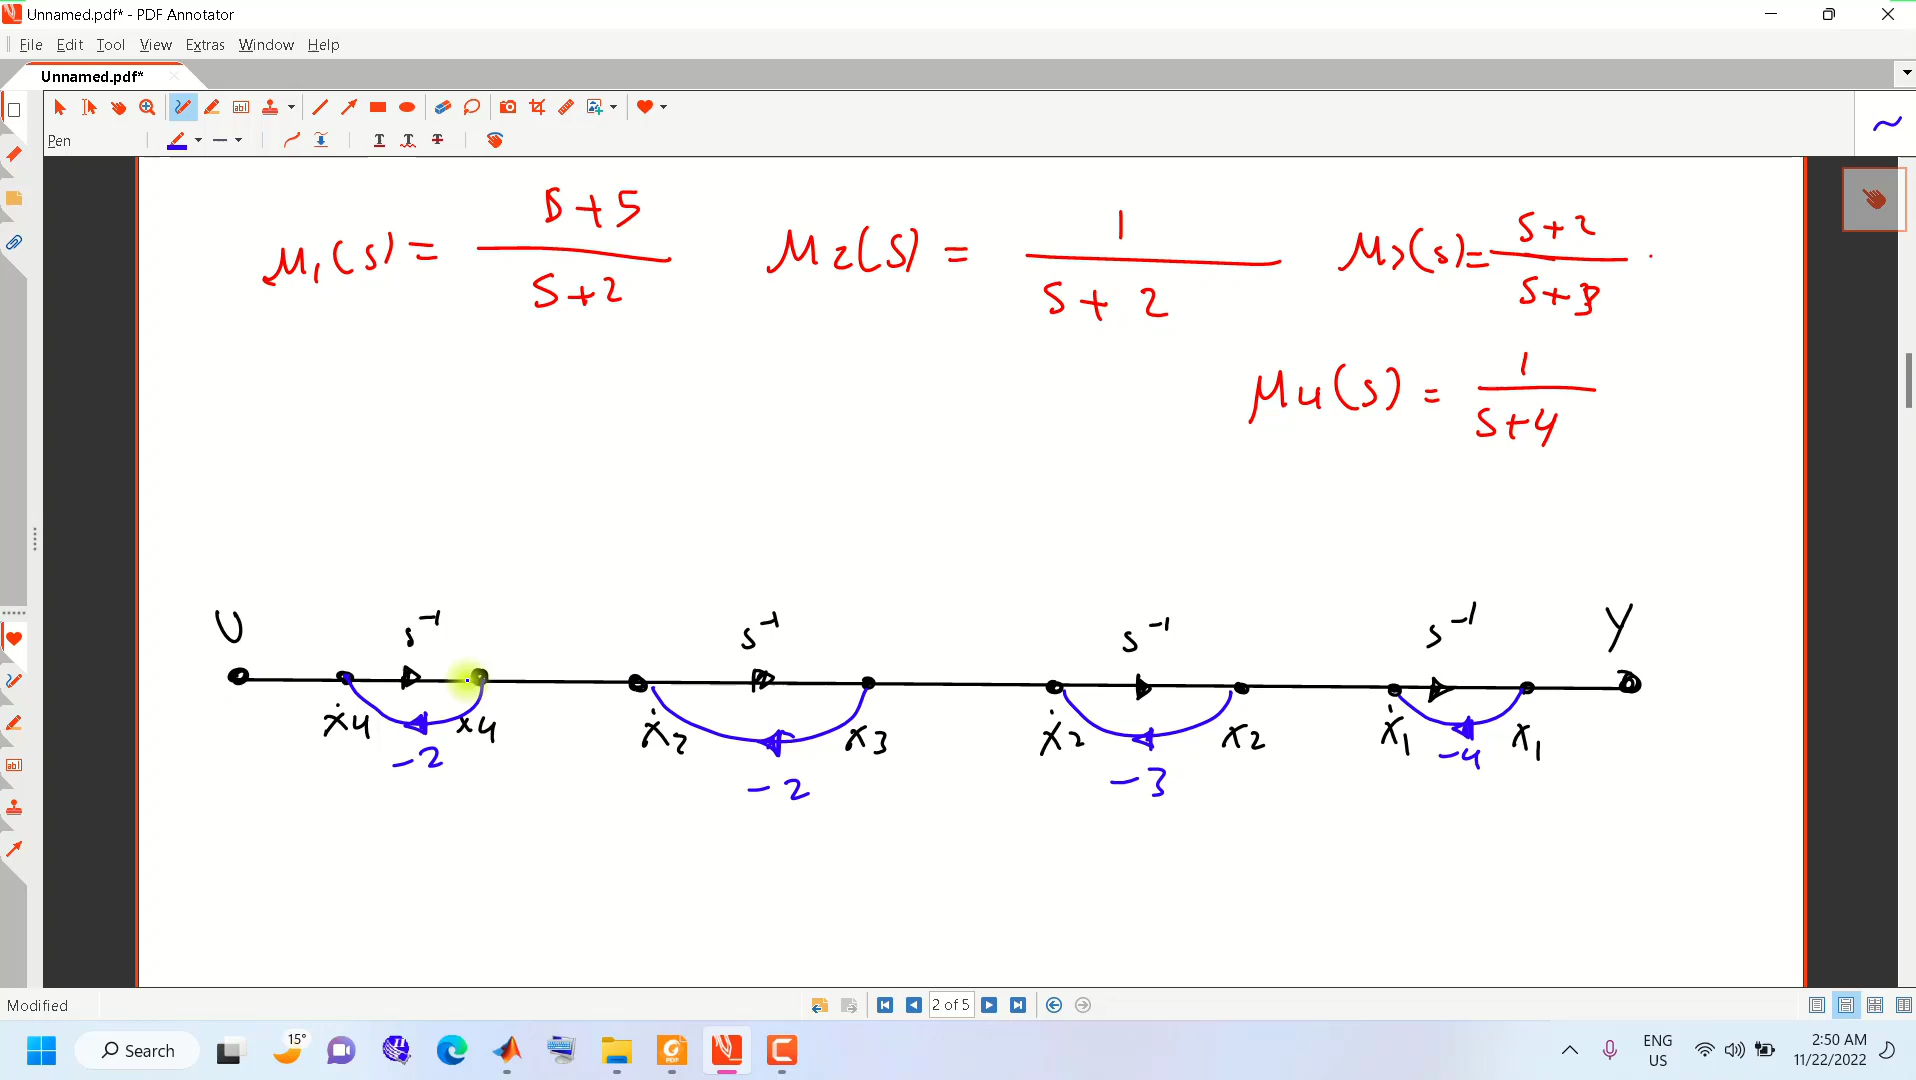 Unnamed.pdf* - PDF Annotator
File Edit Tool View Extras Window Help
Unnamed.pdf*
Pen
M1(s) = s+5 / s+2 M2(s) = 1 / s+2 M3(s) = s+2 / s+3
M4(s) = 1 / s+4
U s⁻¹ s⁻¹ s⁻¹ s⁻¹ Y
ẋ4 x4 ẋ3 x3 ẋ2 x2 ẋ1 x1
-2 -2 -3 -4
Modified 2 of 5
Search 15° ENG US 2:50 AM 11/22/2022